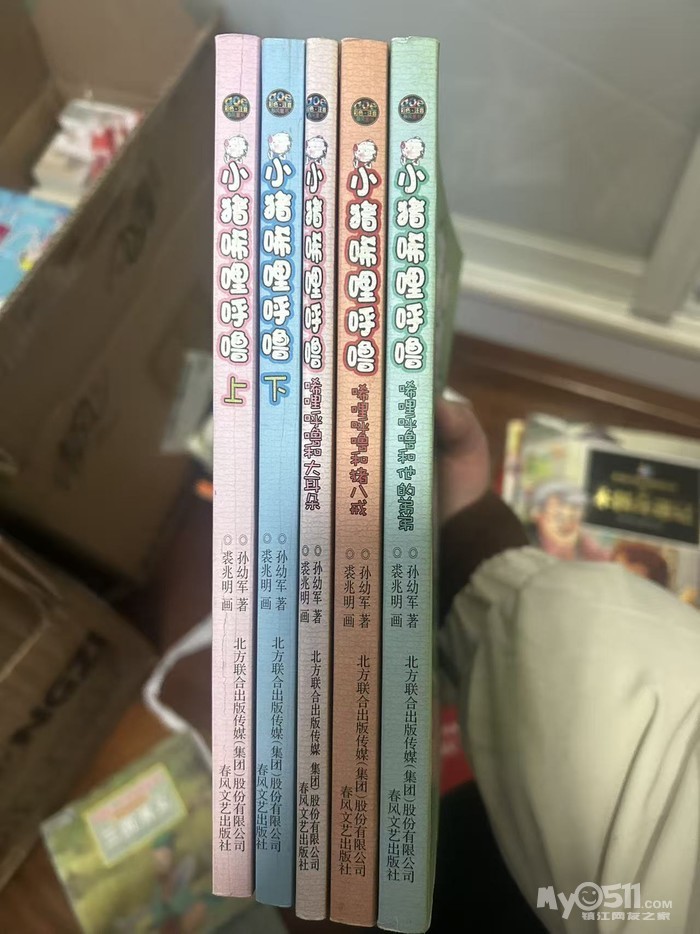 小猪唏哩呼噜
上
◎孙幼军 著
◎裘兆明 画
北方联合出版传媒(集团)股份有限公司
春风文艺出版社
小猪唏哩呼噜
下
◎孙幼军 著
◎裘兆明 画
北方联合出版传媒(集团)股份有限公司
春风文艺出版社
小猪唏哩呼噜
唏哩呼噜和大耳朵
◎孙幼军 著
◎裘兆明 画
北方联合出版传媒 集团)股份有限公司
春风文艺出版社
小猪唏哩呼噜
唏哩呼噜和猪八戒
◎孙幼军 著
◎裘兆明 画
北方联合出版传媒(集团)股份有限公司
春风文艺出版社
小猪唏哩呼噜
唏哩呼噜和他的弟弟
◎孙幼军 著
◎裘兆明 画
北方联合出版传媒(集团)股份有限公司
春风文艺出版社
My0511.COM
镇江网友之家